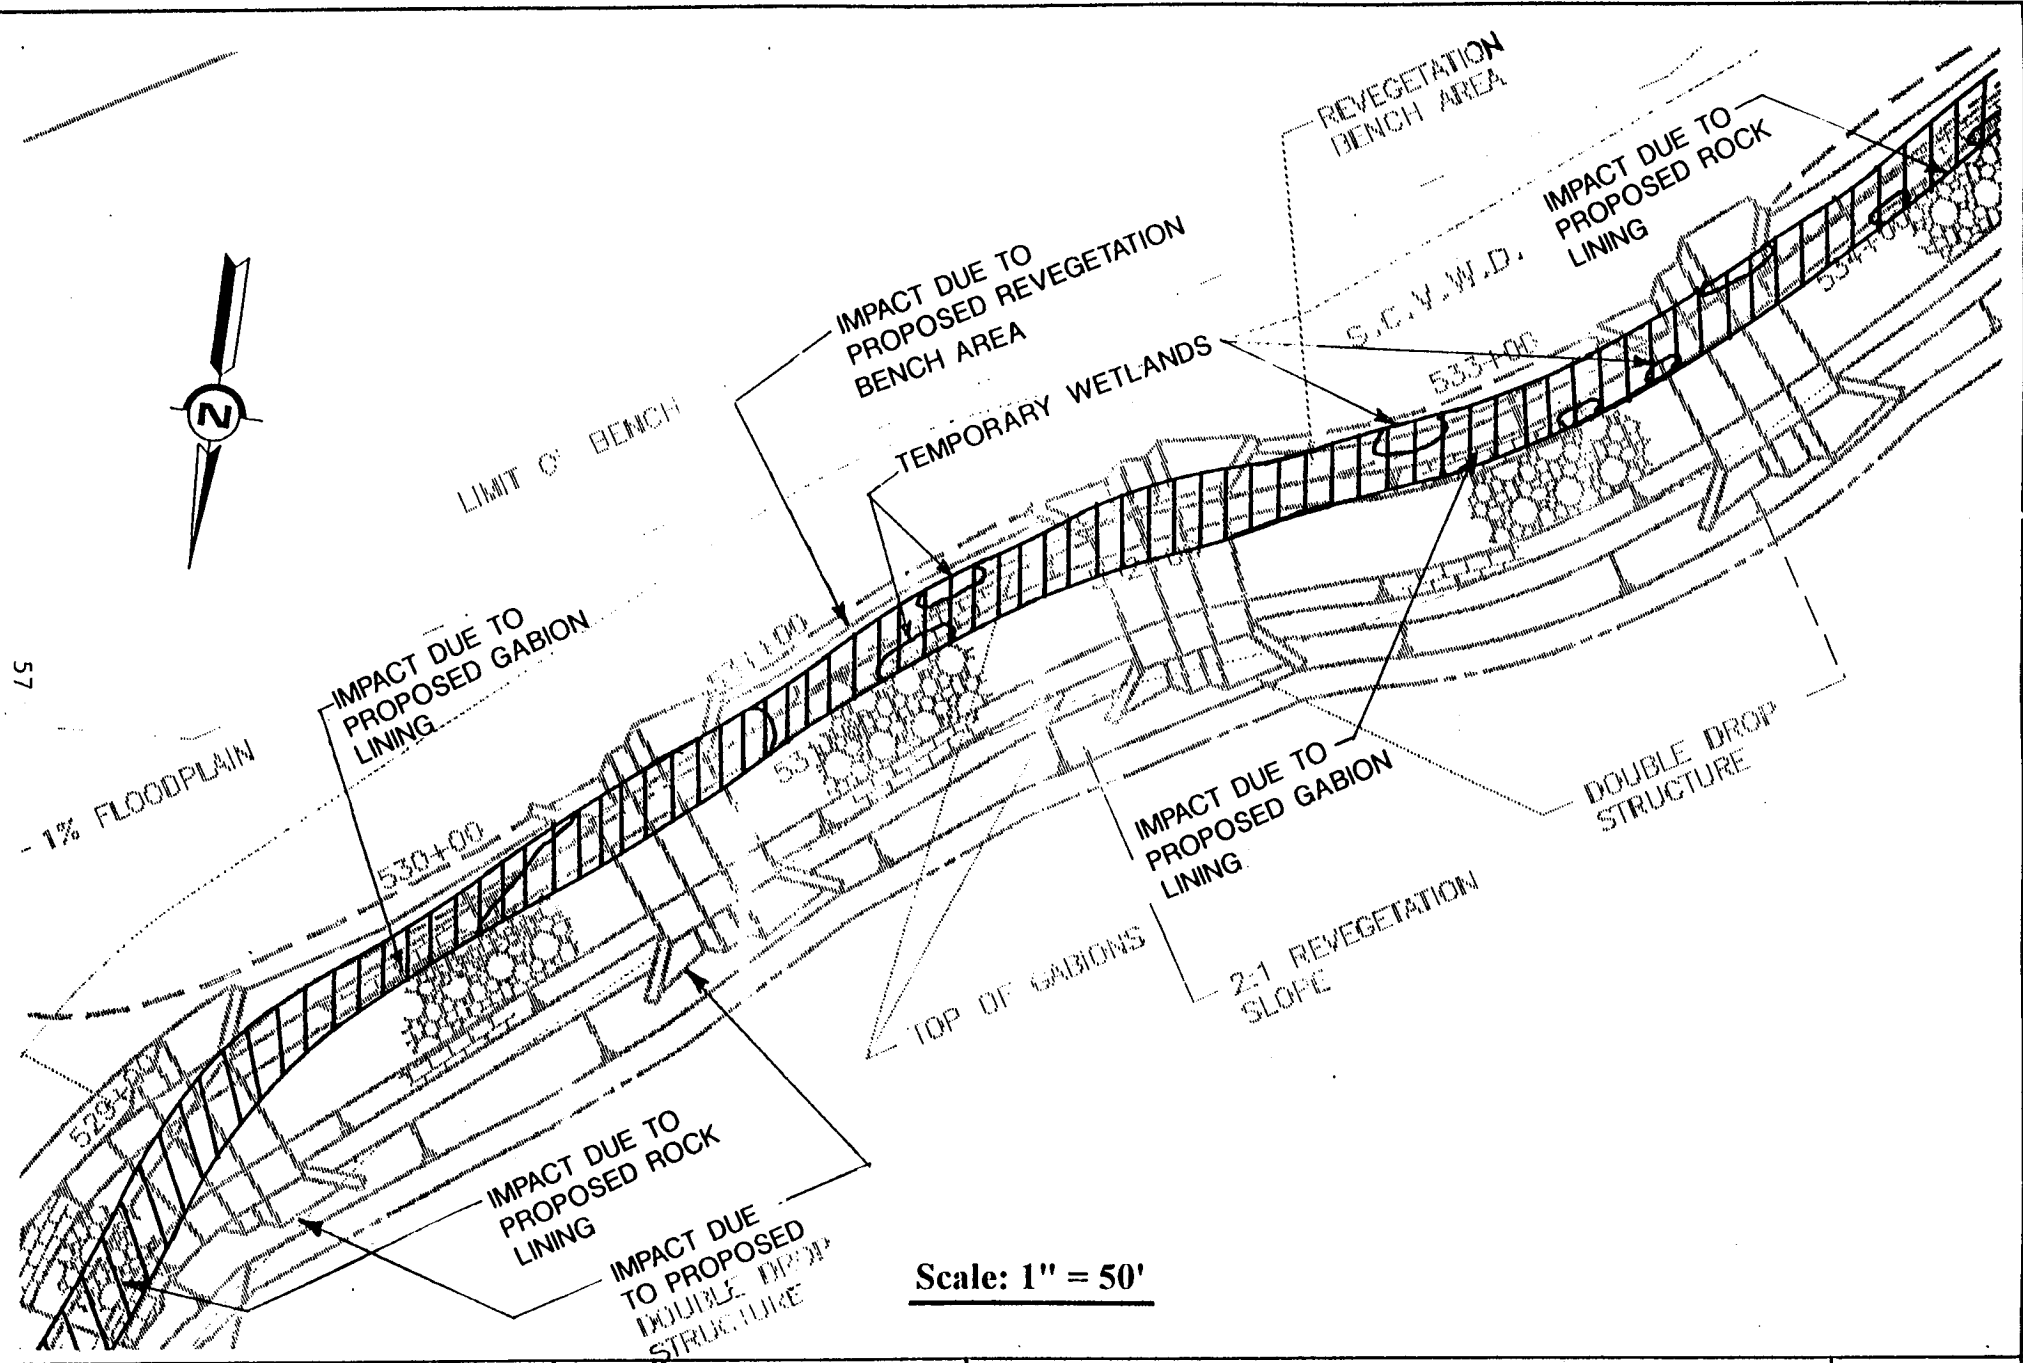 REVEGETATION
BENCH AREA
IMPACT DUE TO
PROPOSED ROCK
LINING
IMPACT DUE TO
PROPOSED REVEGETATION
BENCH AREA
S.C.V.W.D.
TEMPORARY WETLANDS
533+00
LIMIT O' BENCH
N
IMPACT DUE TO
PROPOSED GABION
LINING
531+00
57
1% FLOODPLAIN
530+00
DOUBLE DROP
STRUCTURE
IMPACT DUE TO
PROPOSED GABION
LINING
2:1 REVEGETATION
SLOPE
TOP OF GABIONS
IMPACT DUE TO
PROPOSED ROCK
LINING
IMPACT DUE
TO PROPOSED
DOUBLE DROP
STRUCTURE
Scale: 1" = 50'